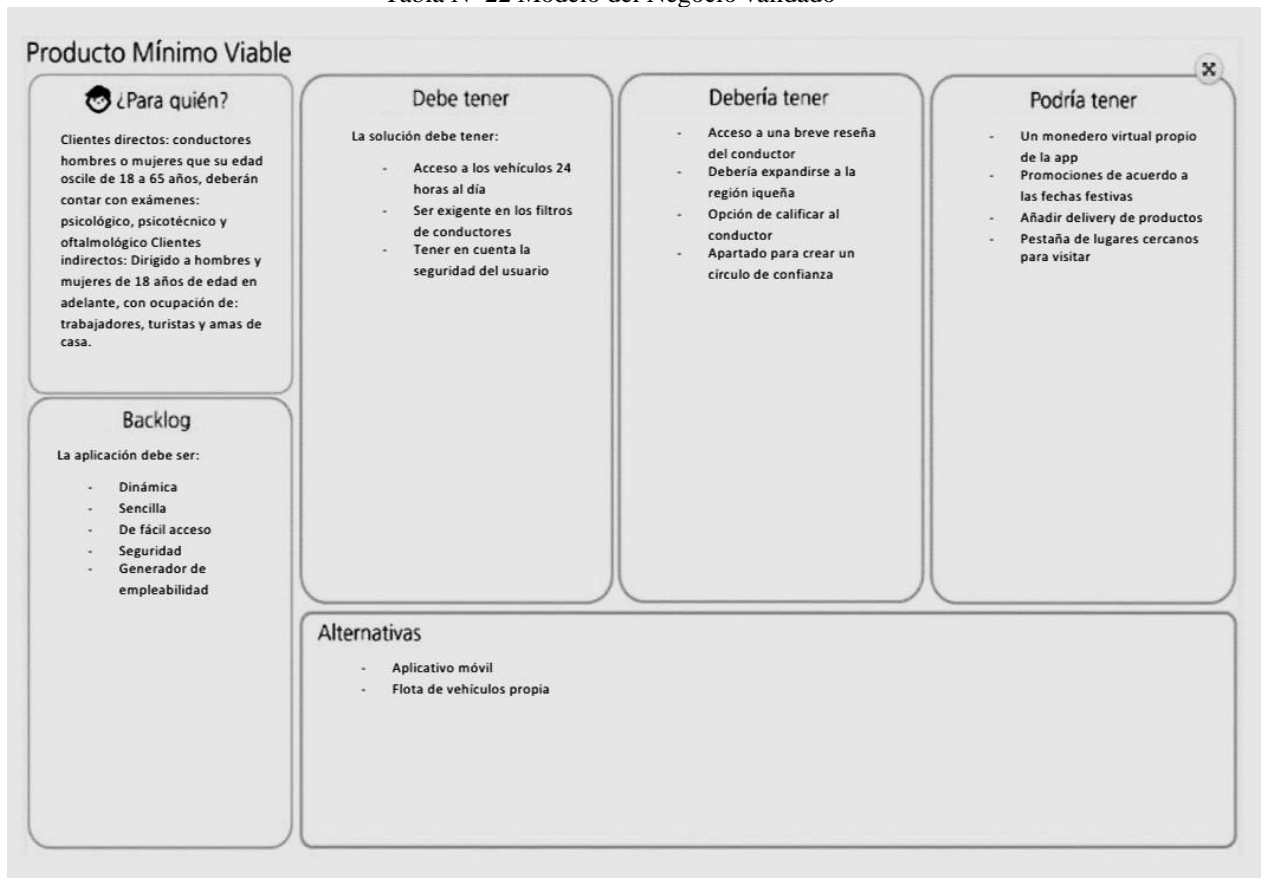 Tabla N° 22 Modelo del Negocio validado
Producto Mínimo Viable
¿Para quién?
Clientes directos: conductores
hombres o mujeres que su edad
oscile de 18 a 65 años, deberán
contar con exámenes:
psicológico, psicotécnico y
oftalmológico Clientes
indirectos: Dirigido a hombres y
mujeres de 18 años de edad en
adelante, con ocupación de:
trabajadores, turistas y amas de
casa.
Debe tener
La solución debe tener:
- Acceso a los vehículos 24
horas al día
- Ser exigente en los filtros
de conductores
- Tener en cuenta la
seguridad del usuario
Debería tener
- Acceso a una breve reseña
del conductor
- Debería expandirse a la
región iqueña
- Opción de calificar al
conductor
- Apartado para crear un
círculo de confianza
Podría tener
- Un monedero virtual propio
de la app
- Promociones de acuerdo a
las fechas festivas
- Añadir delivery de productos
- Pestaña de lugares cercanos
para visitar
Backlog
La aplicación debe ser:
- Dinámica
- Sencilla
- De fácil acceso
- Seguridad
- Generador de
empleabilidad
Alternativas
- Aplicativo móvil
- Flota de vehículos propia